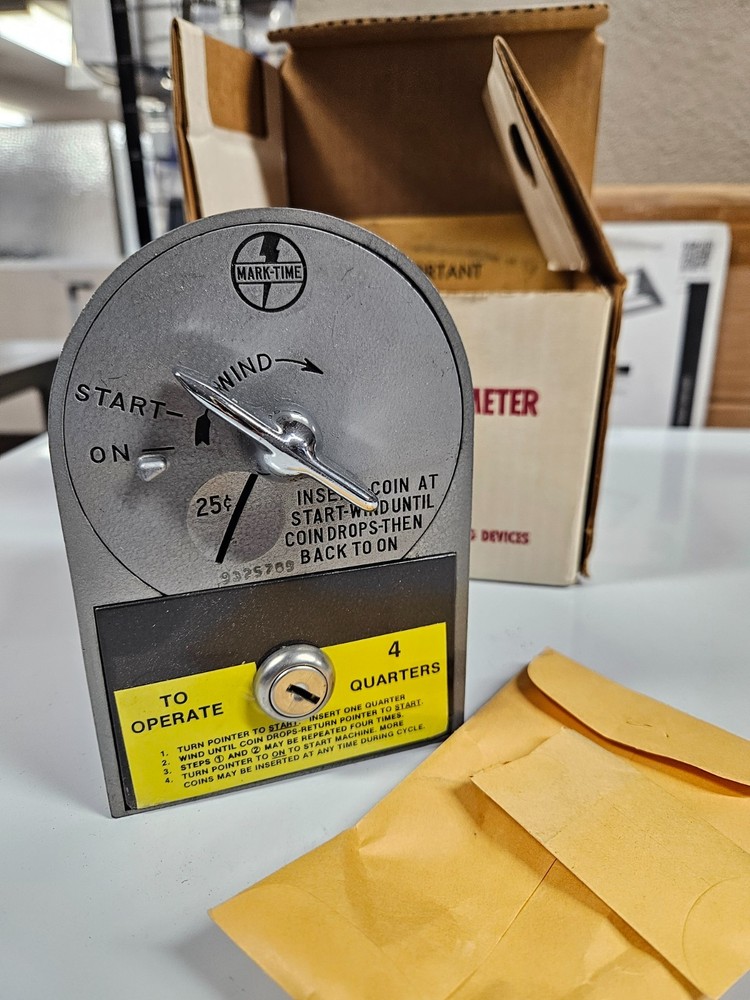 MARK-TIME
WIND
START-
ON
25¢
COIN AT
START-WIND UNTIL
COIN DROPS-THEN
BACK TO ON
9325789
TO
OPERATE
4
QUARTERS
1. TURN POINTER TO START. INSERT ONE QUARTER
2. WIND UNTIL COIN DROPS-RETURN POINTER TO START.
3. STEPS ① AND ② MAY BE REPEATED FOUR TIMES.
4. TURN POINTER TO ON TO START MACHINE. MORE
COINS MAY BE INSERTED AT ANY TIME DURING CYCLE.
RTANT
METER
DEVICES